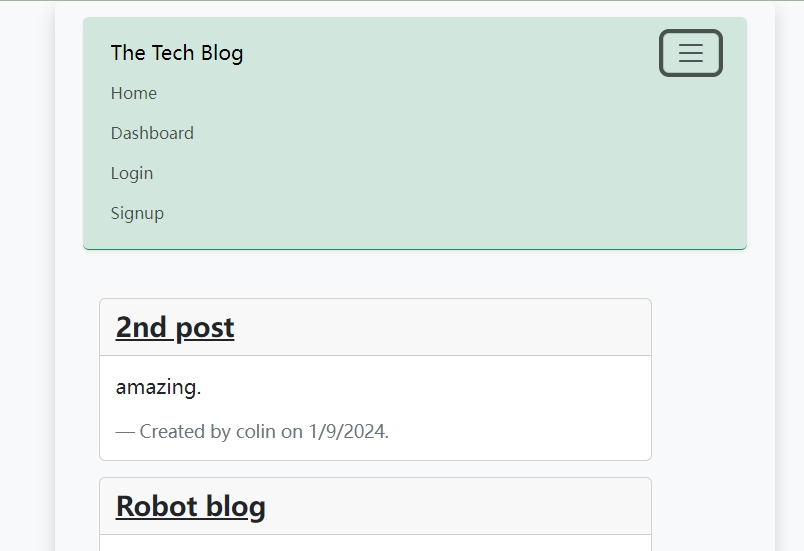 The Tech Blog
Home
Dashboard
Login
Signup
2nd post
amazing.
— Created by colin on 1/9/2024.
Robot blog